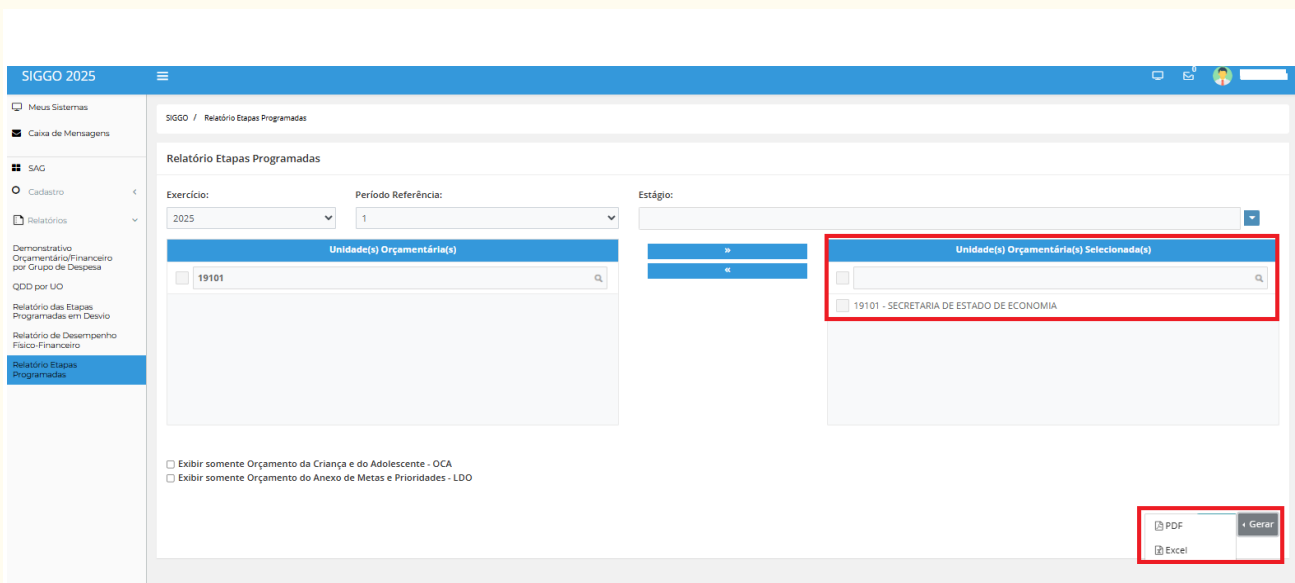 SIGGO 2025
6
Meus Sistemas
Caixa de Mensagens
SAG
Cadastro
Relatórios
Demonstrativo
Orçamentário/Financeiro
por Grupo de Despesa
QDD por UO
Relatório das Etapas
Programadas em Desvio
Relatório de Desempenho
Físico-Financeiro
Relatório Etapas
Programadas
SIGGO / Relatório Etapas Programadas
Relatório Etapas Programadas
Exercício: Período Referência: Estágio:
2025 1
Unidade(s) Orçamentária(s) » Unidade(s) Orçamentária(s) Selecionada(s)
«
19101
19101 - SECRETARIA DE ESTADO DE ECONOMIA
Exibir somente Orçamento da Criança e do Adolescente - OCA
Exibir somente Orçamento do Anexo de Metas e Prioridades - LDO
PDF Gerar
Excel